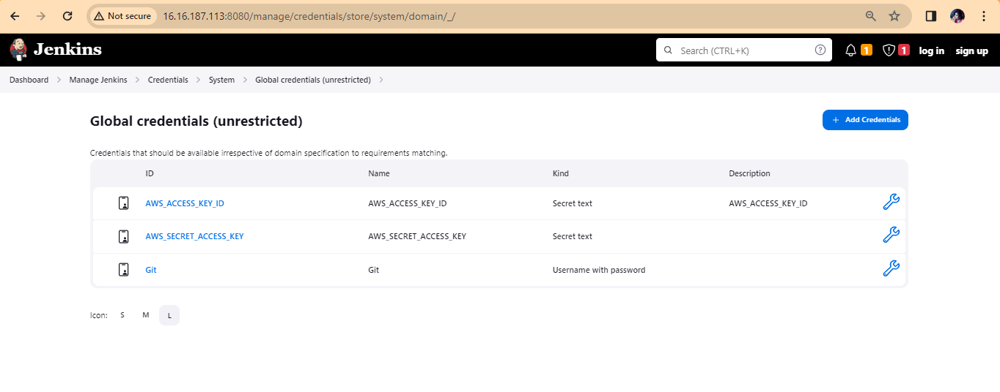 Not secure 16.16.187.113:8080/manage/credentials/store/system/domain/_/
Jenkins Search (CTRL+K) ? 1 1 log in sign up
Dashboard > Manage Jenkins > Credentials > System > Global credentials (unrestricted) >
Global credentials (unrestricted) + Add Credentials
Credentials that should be available irrespective of domain specification to requirements matching.
ID Name Kind Description
AWS_ACCESS_KEY_ID AWS_ACCESS_KEY_ID Secret text AWS_ACCESS_KEY_ID
AWS_SECRET_ACCESS_KEY AWS_SECRET_ACCESS_KEY Secret text
Git Git Username with password
Icon: S M L